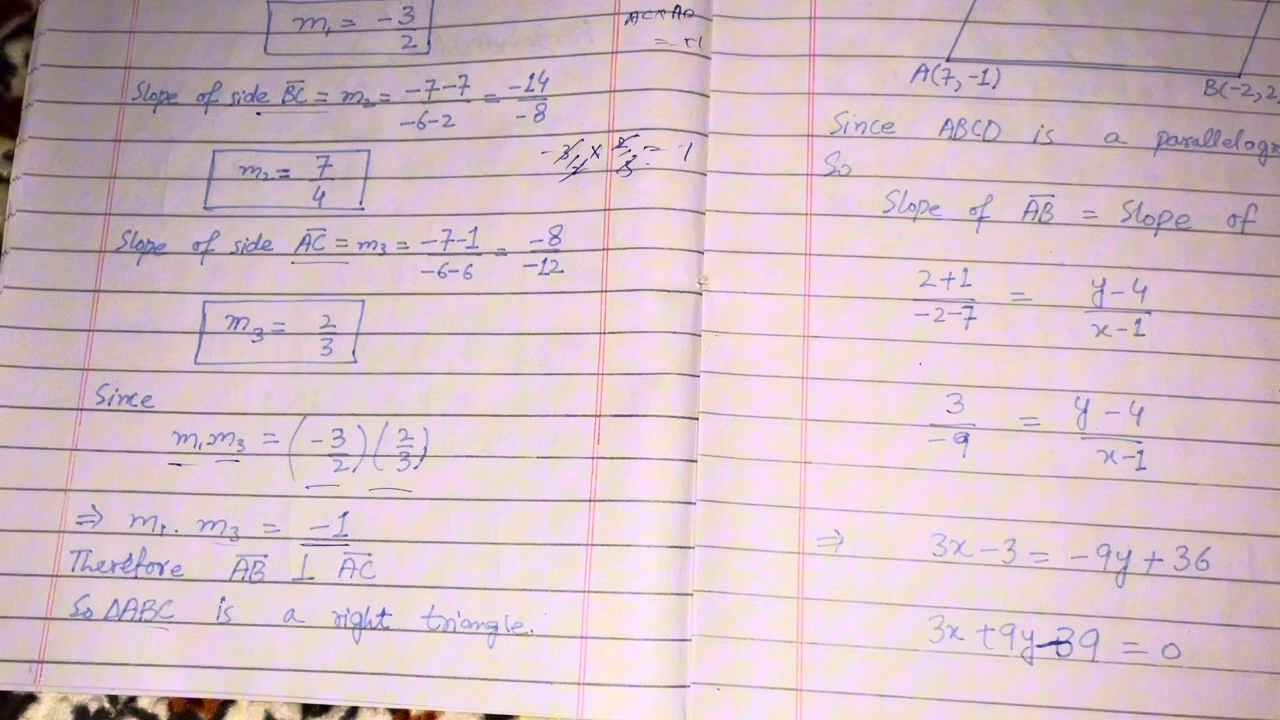 m₁ = -3/2
Slope of side BC = m₂ = -7-7/-6-2 = -14/-8
m₂ = 7/4
Slope of side AC = m₃ = -7-1/-6-6 = -8/-12
m₃ = 2/3
Since
m₁m₃ = (-3/2)(2/3)
⇒ m₁. m₃ = -1
Therefore AB ⊥ AC
So ΔABC is a right triangle.
A(7,-1)
B(-2,2
Since ABCD is a
So
Slope of AB = Slope of
2+1/-2-7 = y-4/x-1
3/-9 = y-4/x-1
⇒ 3x-3 = -9y+36
3x+9y-39 = 0